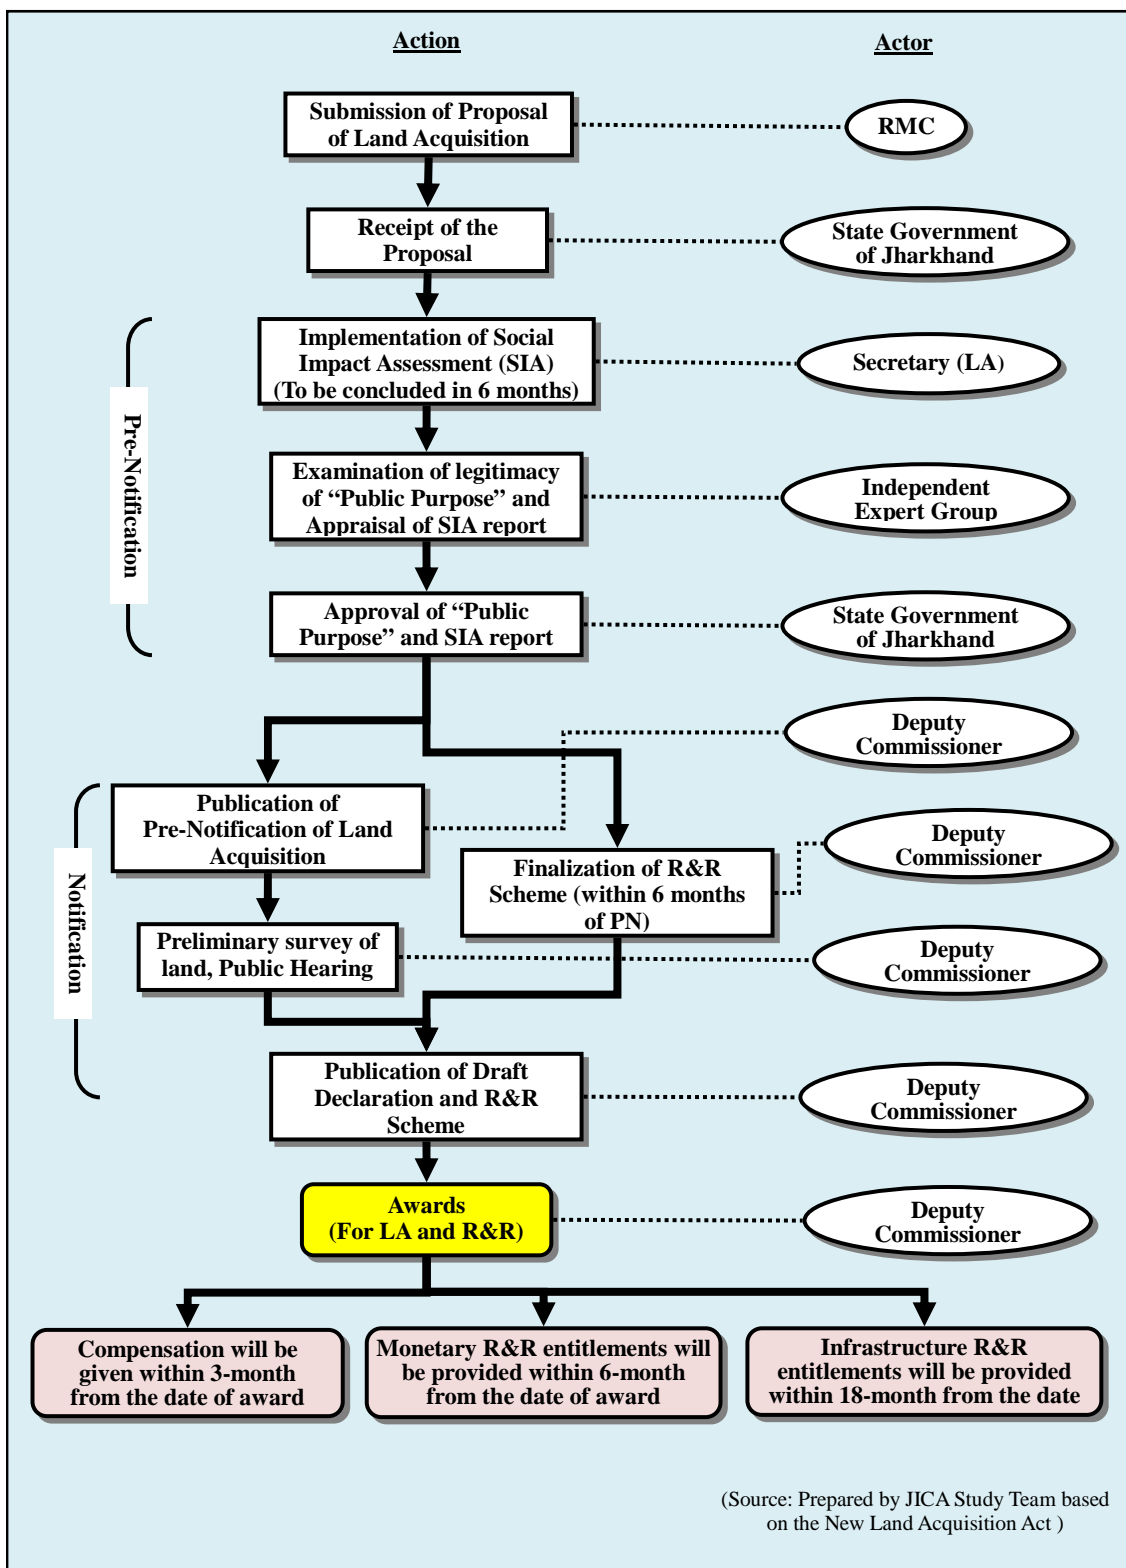 Action
Actor
Submission of Proposal
of Land Acquisition
RMC
Receipt of the
Proposal
State Government
of Jharkhand
Pre-Notification
Implementation of Social
Impact Assessment (SIA)
(To be concluded in 6 months)
Secretary (LA)
Examination of legitimacy
of “Public Purpose” and
Appraisal of SIA report
Independent
Expert Group
Approval of “Public
Purpose” and SIA report
State Government
of Jharkhand
Deputy
Commissioner
Notification
Publication of
Pre-Notification of Land
Acquisition
Deputy
Commissioner
Finalization of R&R
Scheme (within 6 months
of PN)
Preliminary survey of
land, Public Hearing
Deputy
Commissioner
Publication of Draft
Declaration and R&R
Scheme
Deputy
Commissioner
Awards
(For LA and R&R)
Deputy
Commissioner
Compensation will be
given within 3-month
from the date of award
Monetary R&R entitlements will
be provided within 6-month
from the date of award
Infrastructure R&R
entitlements will be provided
within 18-month from the date
(Source: Prepared by JICA Study Team based
on the New Land Acquisition Act )